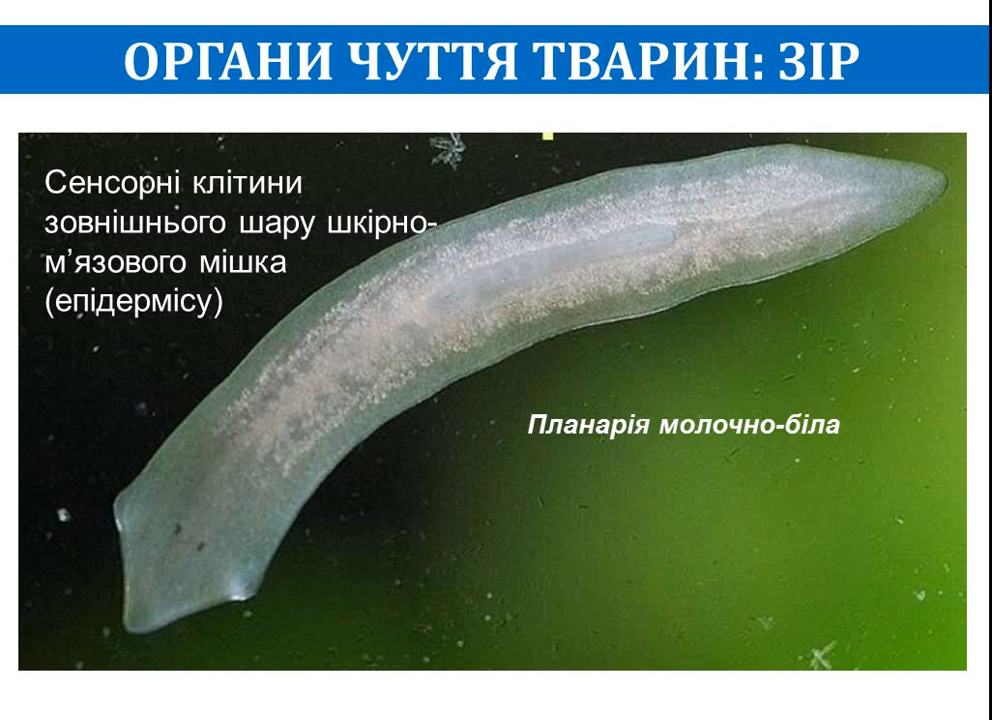 ОРГАНИ ЧУТТЯ ТВАРИН: ЗІР
Сенсорні клітини
зовнішнього шару шкірно-
м’язового мішка
(епідермісу)
Планарія молочно-біла